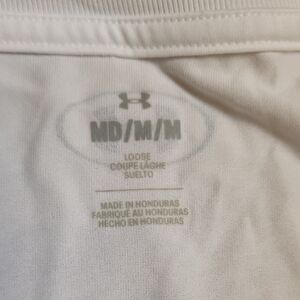 MD/M/M
LOOSE
COUPE LÂCHE
SUELTO
MADE IN HONDURAS
FABRIQUÉ AU HONDURAS
HECHO EN HONDURAS